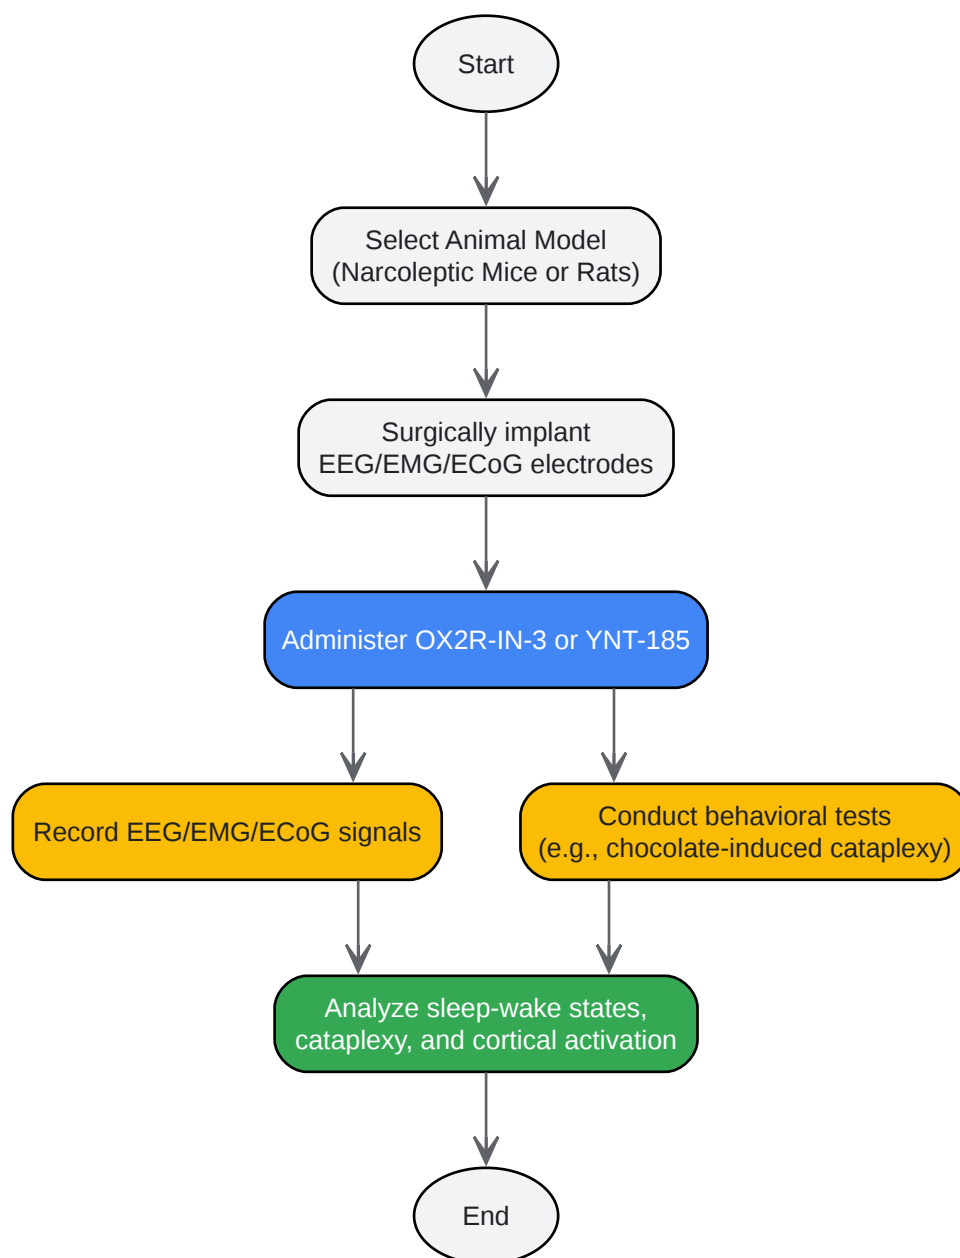 Start
Select Animal Model
(Narcoleptic Mice or Rats)
Surgically implant
EEG/EMG/ECoG electrodes
Administer OX2R-IN-3 or YNT-185
Record EEG/EMG/ECoG signals
Conduct behavioral tests
(e.g., chocolate-induced cataplexy)
Analyze sleep-wake states,
cataplexy, and cortical activation
End